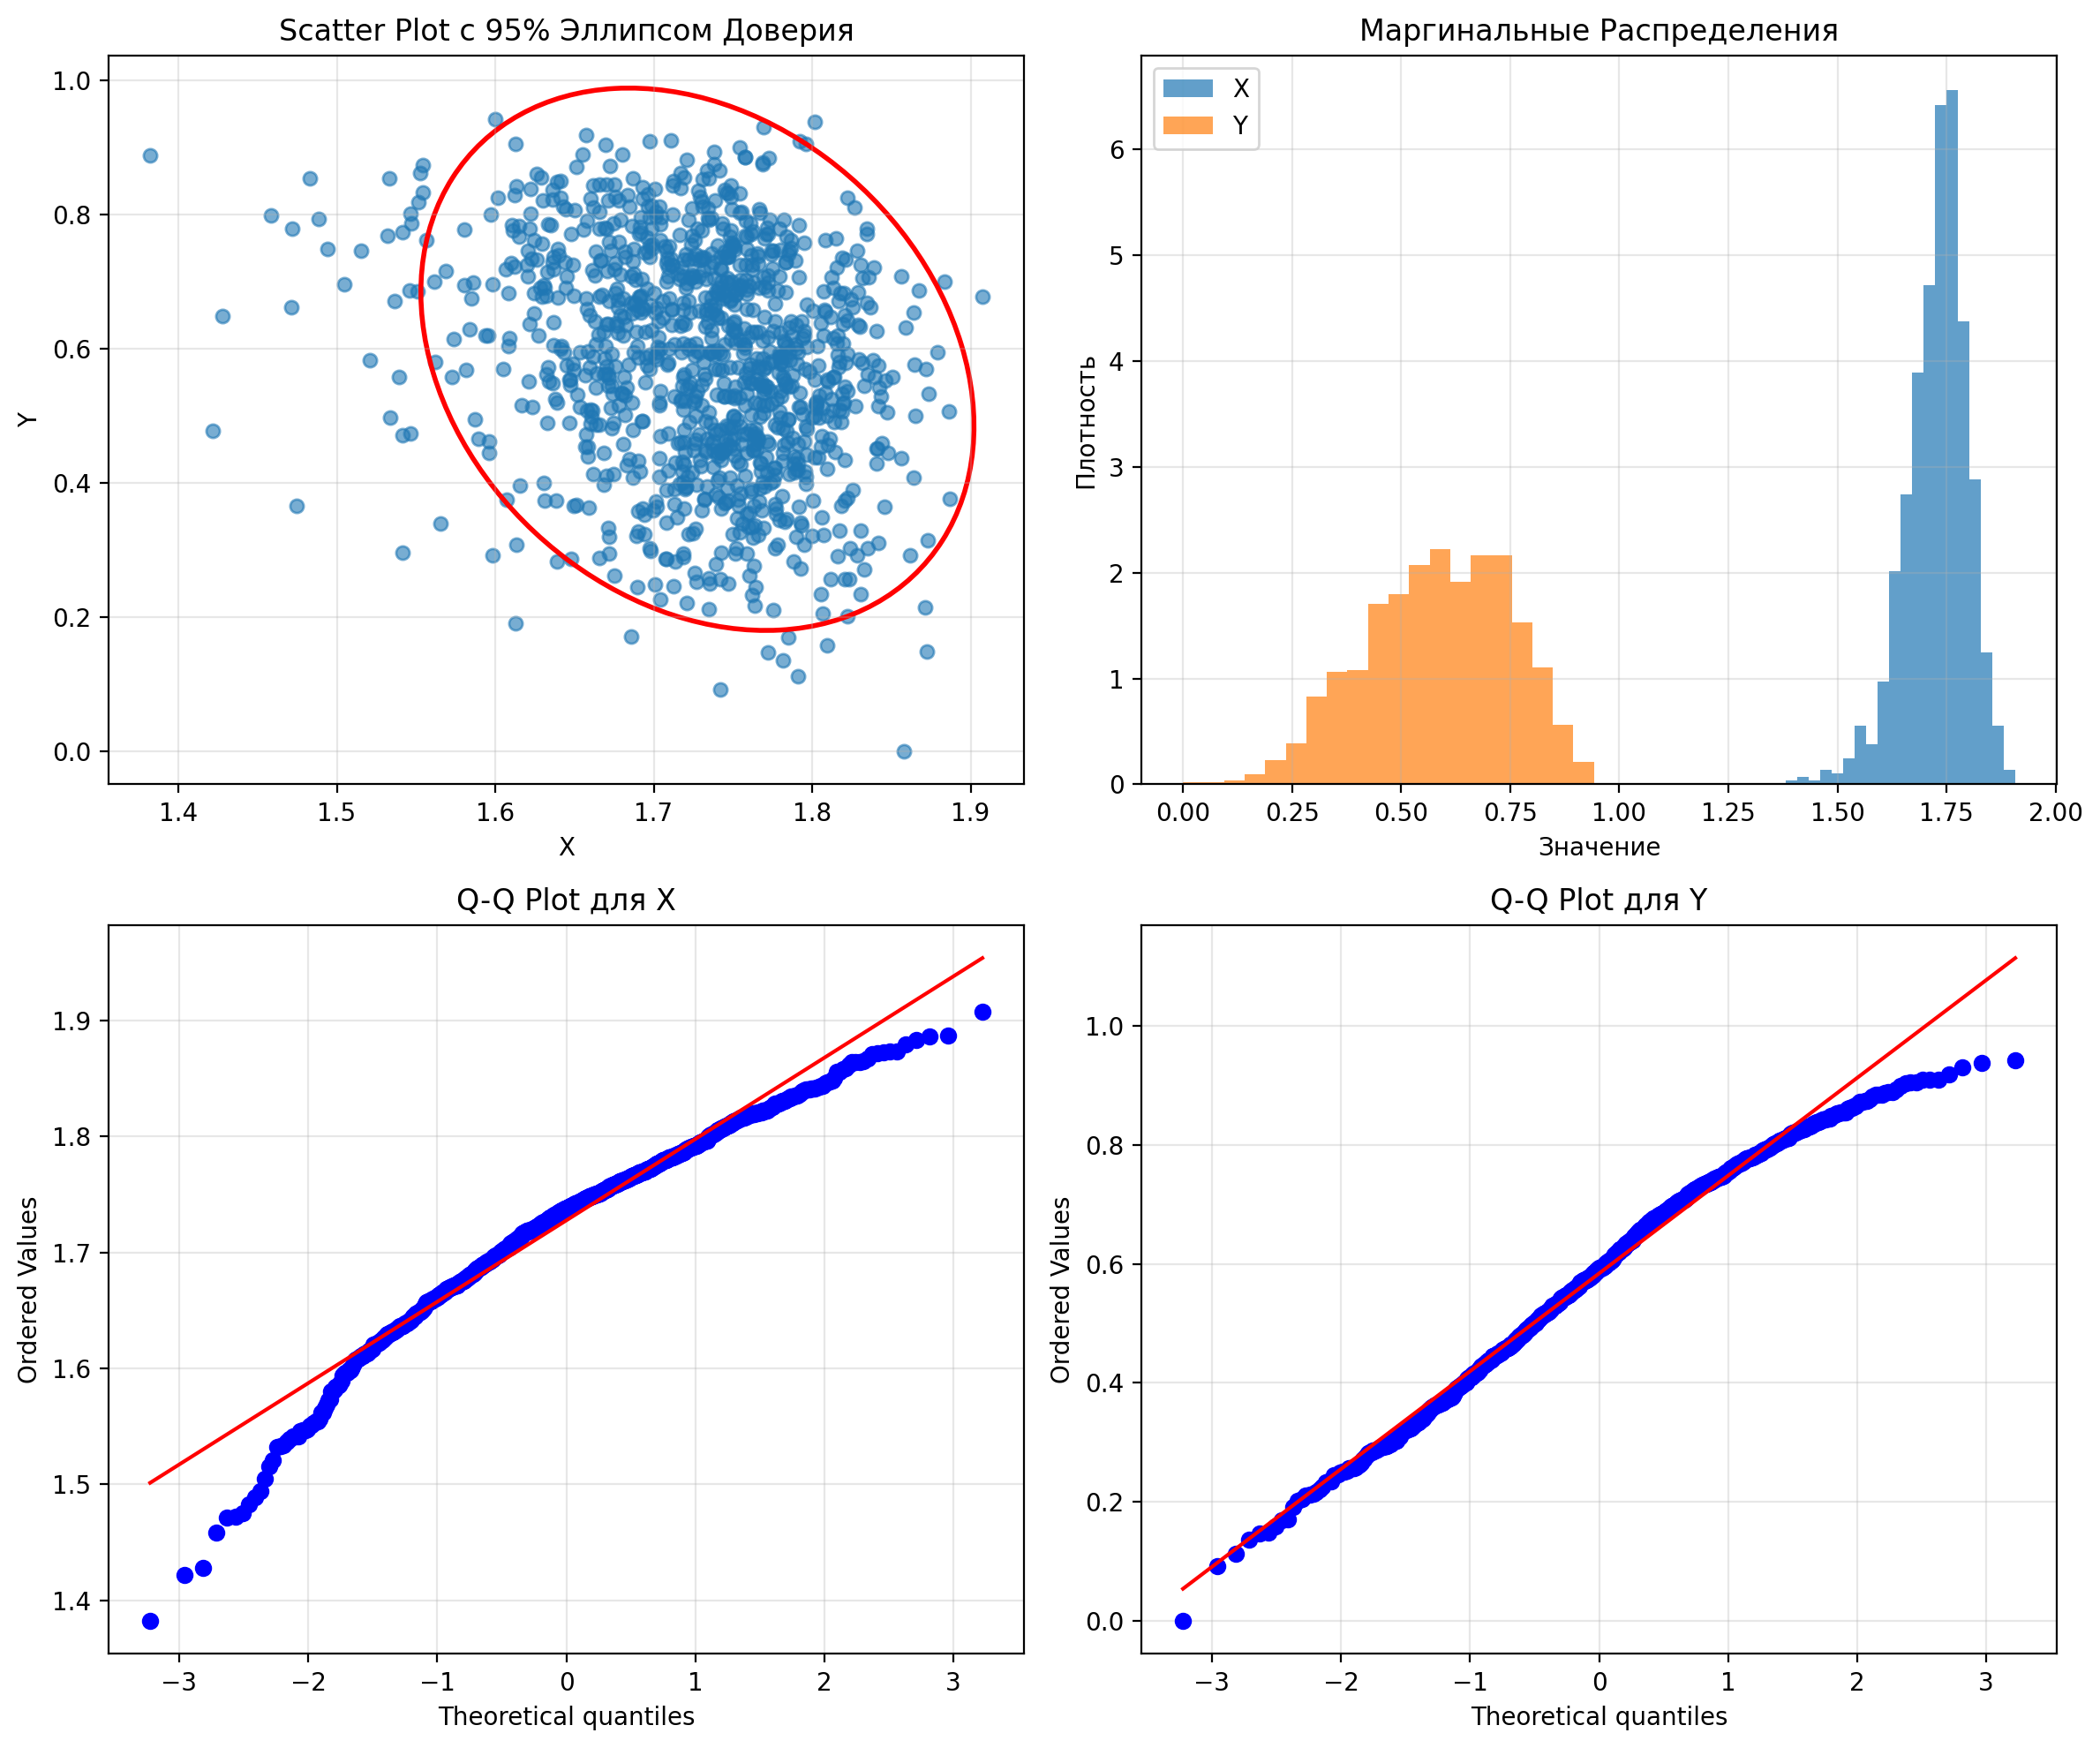 Scatter Plot с 95% Эллипсом Доверия
1.0
0.8
0.6
0.4
0.2
0.0
Y
1.4 1.5 1.6 1.7 1.8 1.9
X
Маргинальные Распределения
X
Y
6
5
4
3
2
1
0
Плотность
0.00 0.25 0.50 0.75 1.00 1.25 1.50 1.75 2.00
Значение
Q-Q Plot для X
1.9
1.8
1.7
1.6
1.5
1.4
Ordered Values
−3 −2 −1 0 1 2 3
Theoretical quantiles
Q-Q Plot для Y
1.0
0.8
0.6
0.4
0.2
0.0
Ordered Values
−3 −2 −1 0 1 2 3
Theoretical quantiles